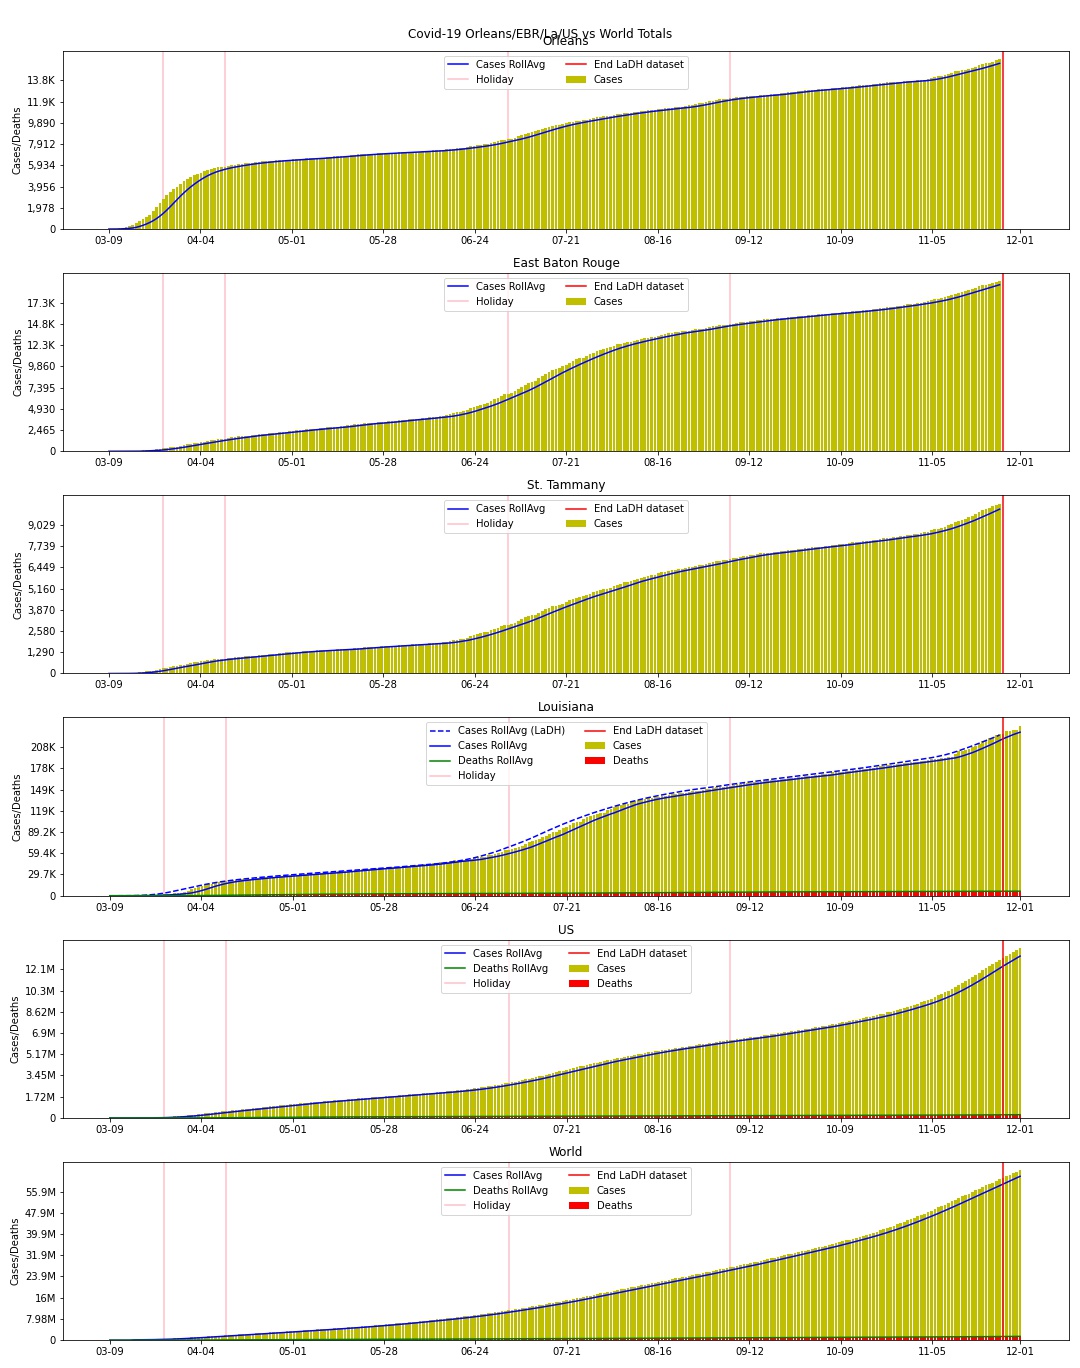 Covid-19 Orleans/EBR/La/US vs World Totals
Orleans
Cases RollAvg
Holiday
End LaDH dataset
Cases
Cases/Deaths
13.8K
11.9K
9,890
7,912
5,934
3,956
1,978
0
03-09 04-04 05-01 05-28 06-24 07-21 08-16 09-12 10-09 11-05 12-01
East Baton Rouge
Cases RollAvg
Holiday
End LaDH dataset
Cases
Cases/Deaths
17.3K
14.8K
12.3K
9,860
7,395
4,930
2,465
0
03-09 04-04 05-01 05-28 06-24 07-21 08-16 09-12 10-09 11-05 12-01
St. Tammany
Cases RollAvg
Holiday
End LaDH dataset
Cases
Cases/Deaths
9,029
7,739
6,449
5,160
3,870
2,580
1,290
0
03-09 04-04 05-01 05-28 06-24 07-21 08-16 09-12 10-09 11-05 12-01
Louisiana
Cases RollAvg (LaDH)
Cases RollAvg
Deaths RollAvg
Holiday
End LaDH dataset
Cases
Deaths
Cases/Deaths
208K
178K
149K
119K
89.2K
59.4K
29.7K
0
03-09 04-04 05-01 05-28 06-24 07-21 08-16 09-12 10-09 11-05 12-01
US
Cases RollAvg
Deaths RollAvg
Holiday
End LaDH dataset
Cases
Deaths
Cases/Deaths
12.1M
10.3M
8.62M
6.9M
5.17M
3.45M
1.72M
0
03-09 04-04 05-01 05-28 06-24 07-21 08-16 09-12 10-09 11-05 12-01
World
Cases RollAvg
Deaths RollAvg
Holiday
End LaDH dataset
Cases
Deaths
Cases/Deaths
55.9M
47.9M
39.9M
31.9M
23.9M
16M
7.98M
0
03-09 04-04 05-01 05-28 06-24 07-21 08-16 09-12 10-09 11-05 12-01